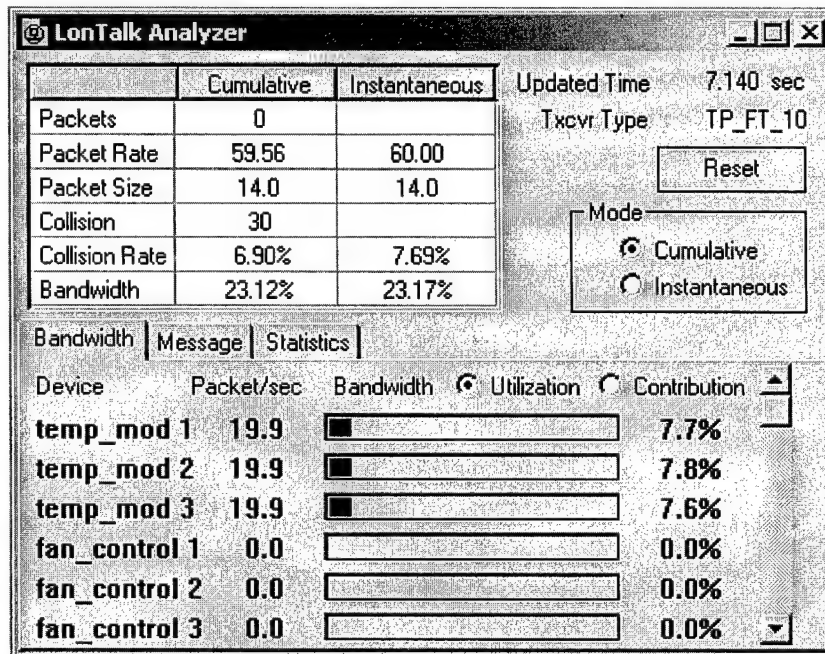 LonTalk Analyzer
Cumulative Instantaneous
Packets 0
Packet Rate 59.56 60.00
Packet Size 14.0 14.0
Collision 30
Collision Rate 6.90% 7.69%
Bandwidth 23.12% 23.17%
Updated Time 7.140 sec
Txcvr Type TP_FT_10
Reset
Mode
Cumulative
Instantaneous
Bandwidth Message Statistics
Device Packet/sec Bandwidth Utilization Contribution
temp_mod 1 19.9 7.7%
temp_mod 2 19.9 7.8%
temp_mod 3 19.9 7.6%
fan_control 1 0.0 0.0%
fan_control 2 0.0 0.0%
fan_control 3 0.0 0.0%